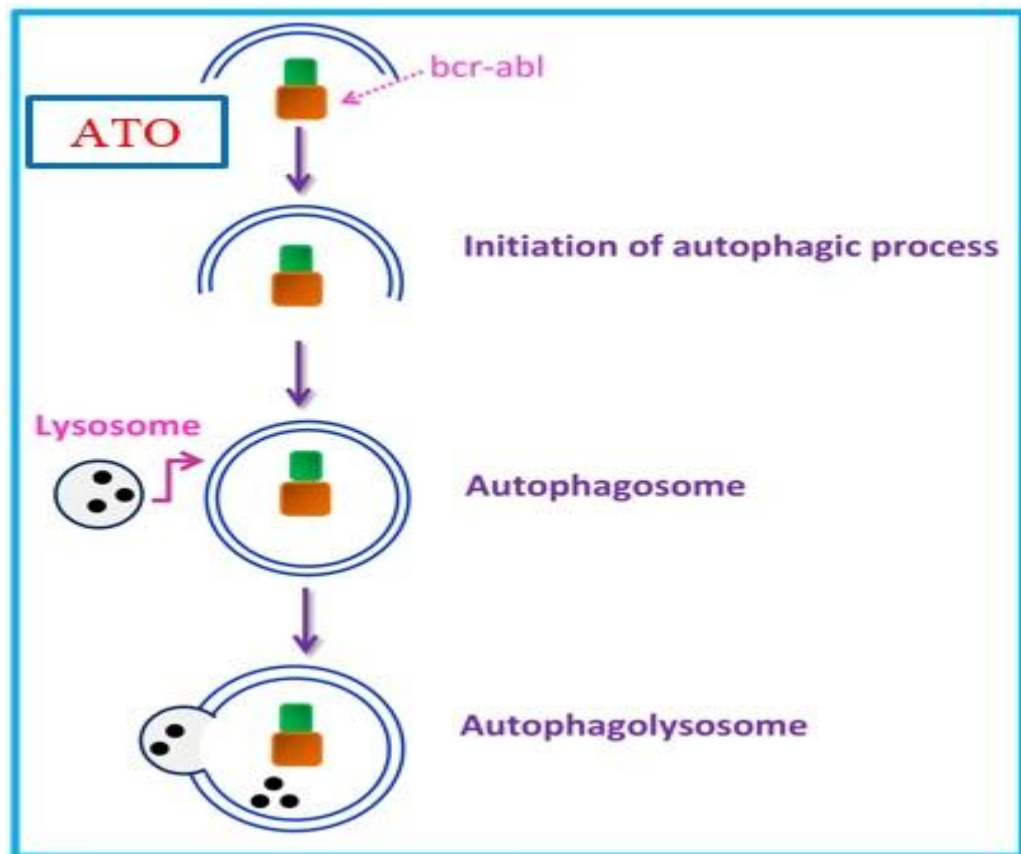 bcr-abl
ATO
Initiation of autophagic process
Lysosome
Autophagosome
Autophagolysosome